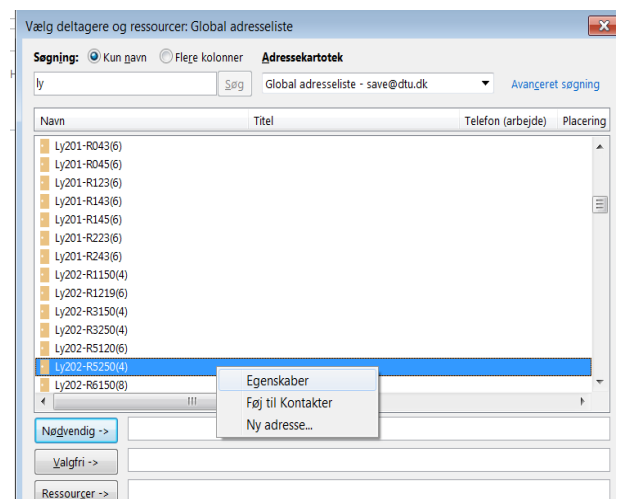 Vælg deltagere og ressourcer: Global adresseliste
Søgning: Kun navn Flere kolonner Adressekartotek
ly Søg Global adresseliste - save@dtu.dk Avanceret søgning
Navn Titel Telefon (arbejde) Placering
Ly201-R043(6)
Ly201-R045(6)
Ly201-R123(6)
Ly201-R143(6)
Ly201-R145(6)
Ly201-R223(6)
Ly201-R243(6)
Ly202-R1150(4)
Ly202-R1219(6)
Ly202-R3150(4)
Ly202-R3250(4)
Ly202-R5120(6)
Ly202-R5250(4)
Ly202-R6150(8)
Egenskaber
Føj til Kontakter
Ny adresse...
Nødvendig ->
Valgfri ->
Ressourcer ->